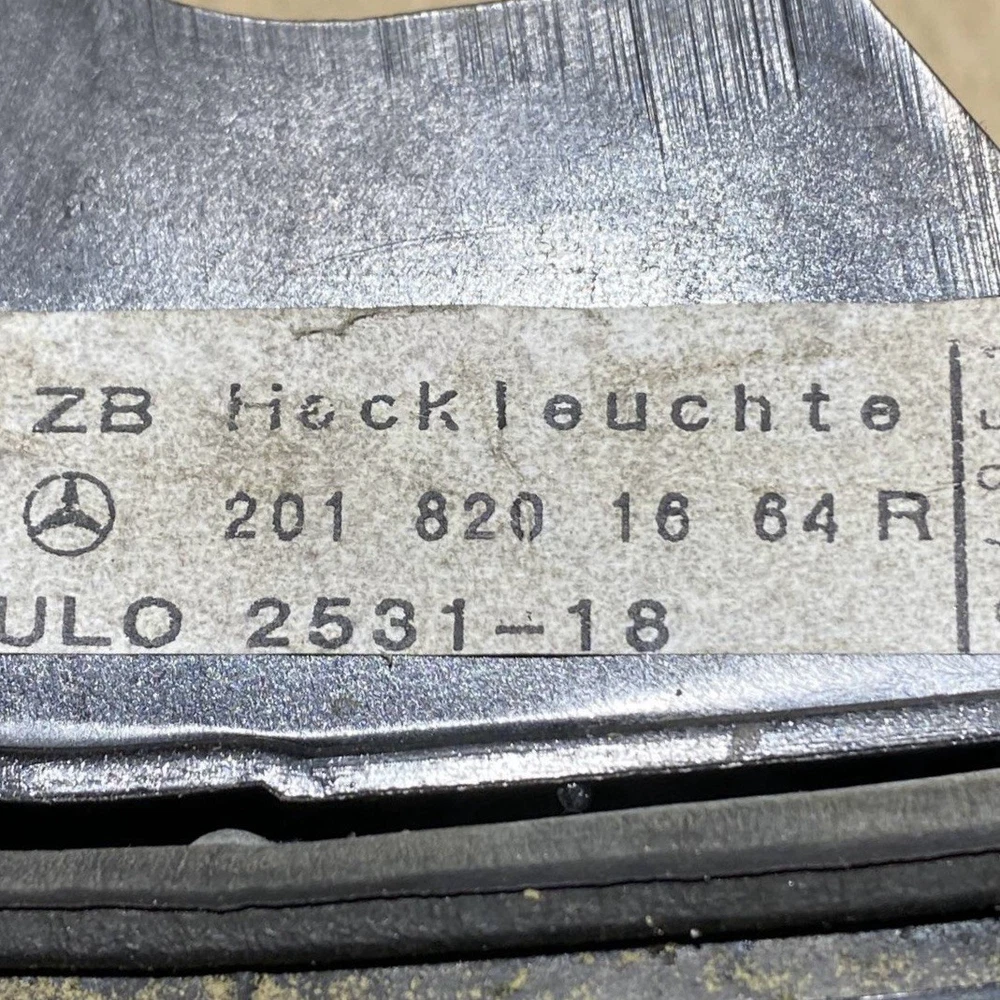 ZB Heckleuchte
201 820 16 64 R
ULO 2531-18